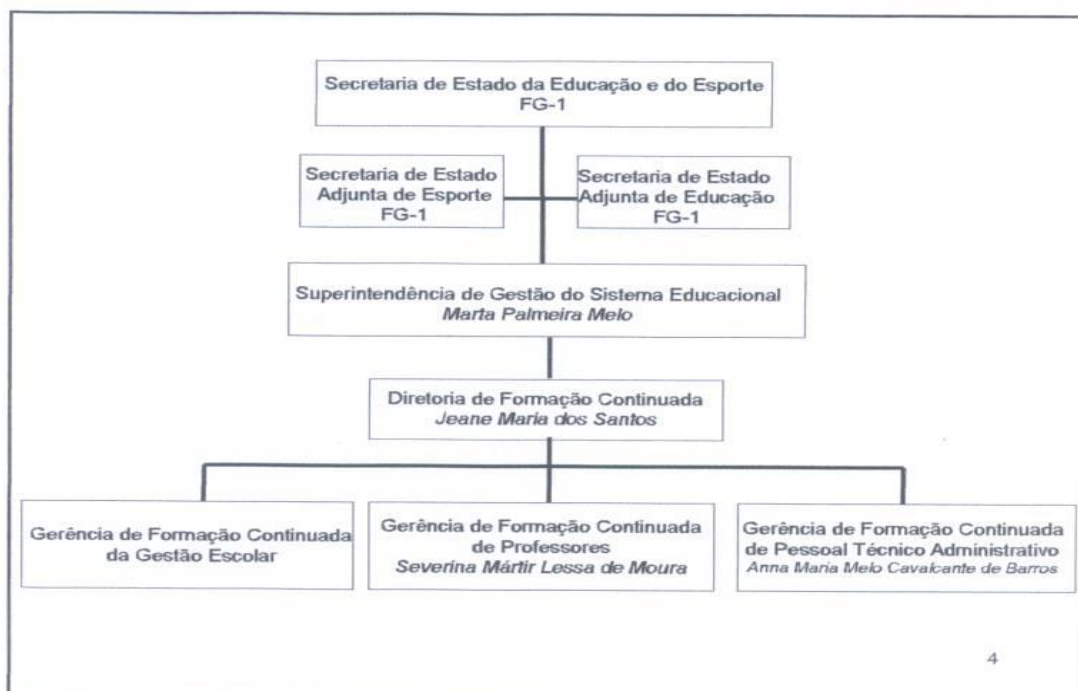 Secretaria de Estado da Educação e do Esporte
FG-1
Secretaria de Estado
Adjunta de Esporte
FG-1
Secretaria de Estado
Adjunta de Educação
FG-1
Superintendência de Gestão do Sistema Educacional
Marta Palmeira Melo
Diretoria de Formação Continuada
Jeane Maria dos Santos
Gerência de Formação Continuada
da Gestão Escolar
Gerência de Formação Continuada
de Professores
Severina Mártir Lessa de Moura
Gerência de Formação Continuada
de Pessoal Técnico Administrativo
Anna Maria Melo Cavalcante de Barros
4